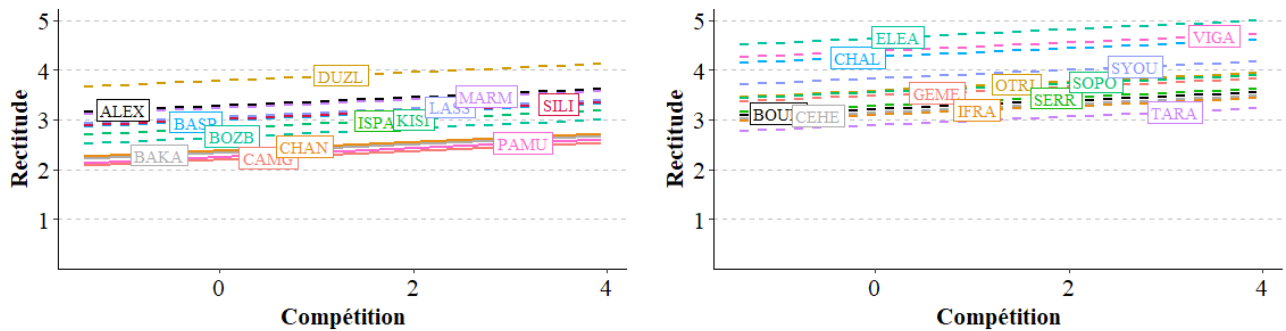 Rectitude
5
4
3
2
1
DUZL
ALEX
MARM
LASS
SILI
BASP
ISPA
KISI
BOZB
CHAN
PAMU
BAKA
CAMG
0
2
4
Compétition
Rectitude
5
4
3
2
1
ELEA
VIGA
CHAL
SYOU
OTRI
SOPO
GEME
SERR
CEHE
IFRA
TARA
0
2
4
Compétition